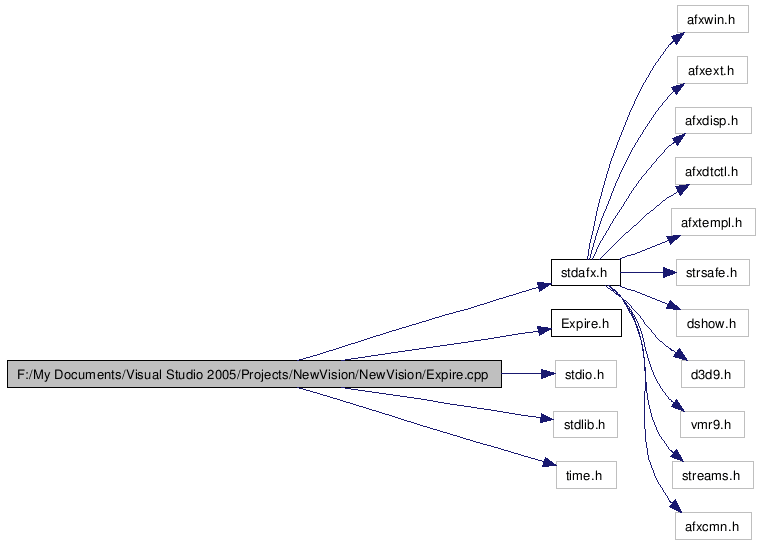 afxwin.h
afxext.h
afxdisp.h
afxdtctl.h
afxtempl.h
stdafx.h
strsafe.h
Expire.h
dshow.h
F:/My Documents/Visual Studio 2005/Projects/NewVision/NewVision/Expire.cpp
stdio.h
d3d9.h
stdlib.h
vmr9.h
time.h
streams.h
afxcmn.h